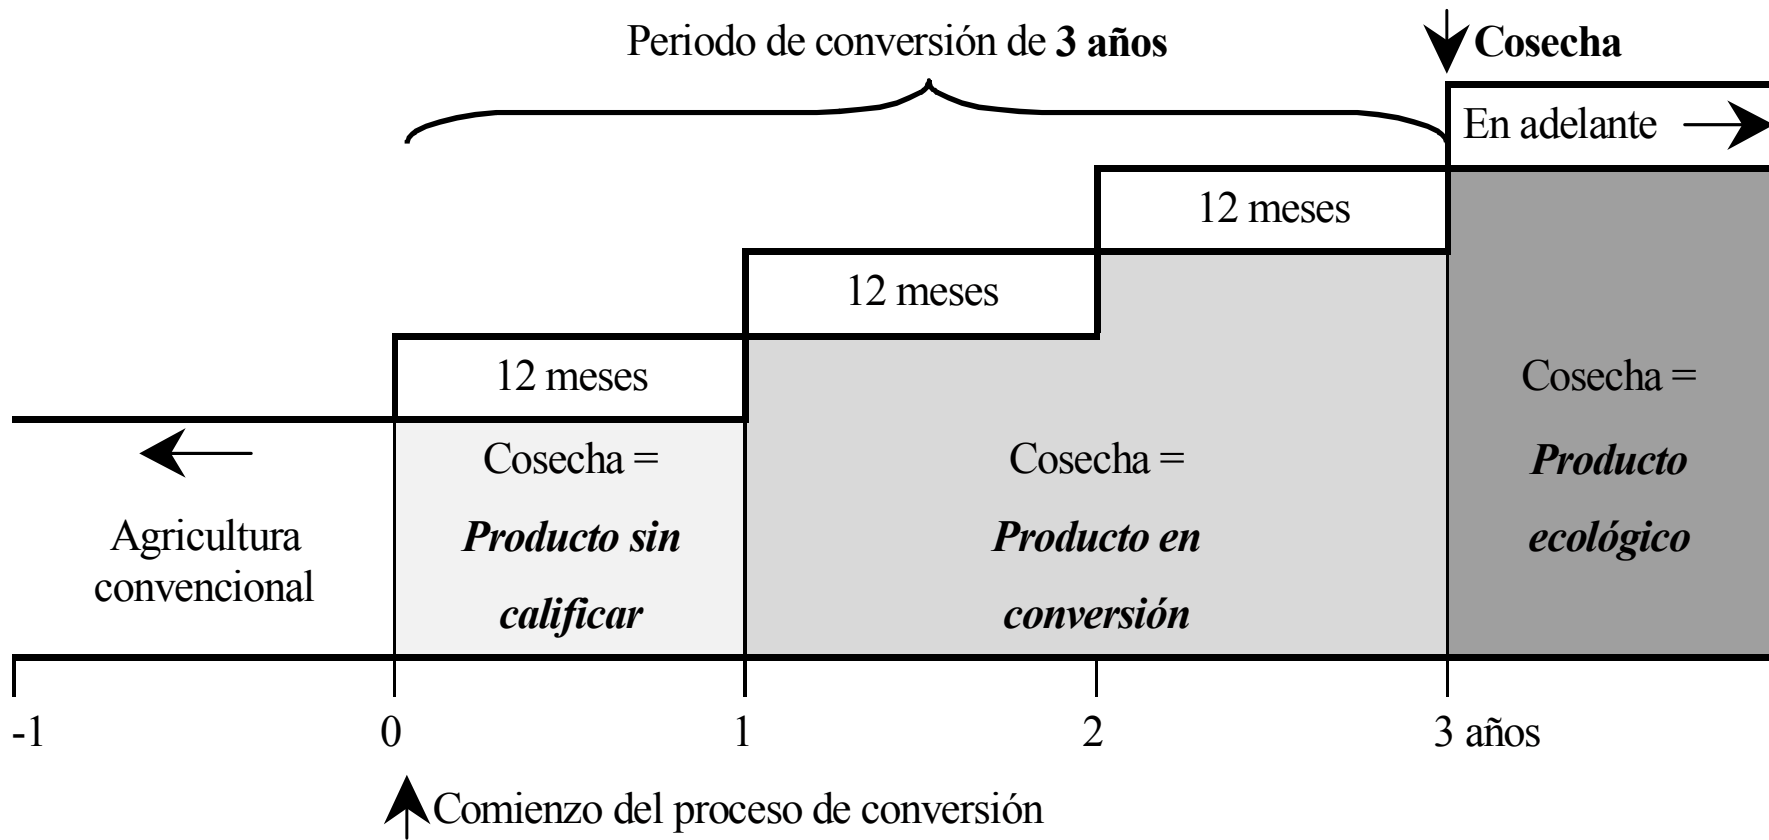 Periodo de conversión de 3 años
Cosecha
En adelante
12 meses
12 meses
12 meses
Agricultura
convencional
Cosecha =
Producto sin
calificar
Cosecha =
Producto en
conversión
Cosecha =
Producto
ecológico
-1
0
1
2
3 años
Comienzo del proceso de conversión